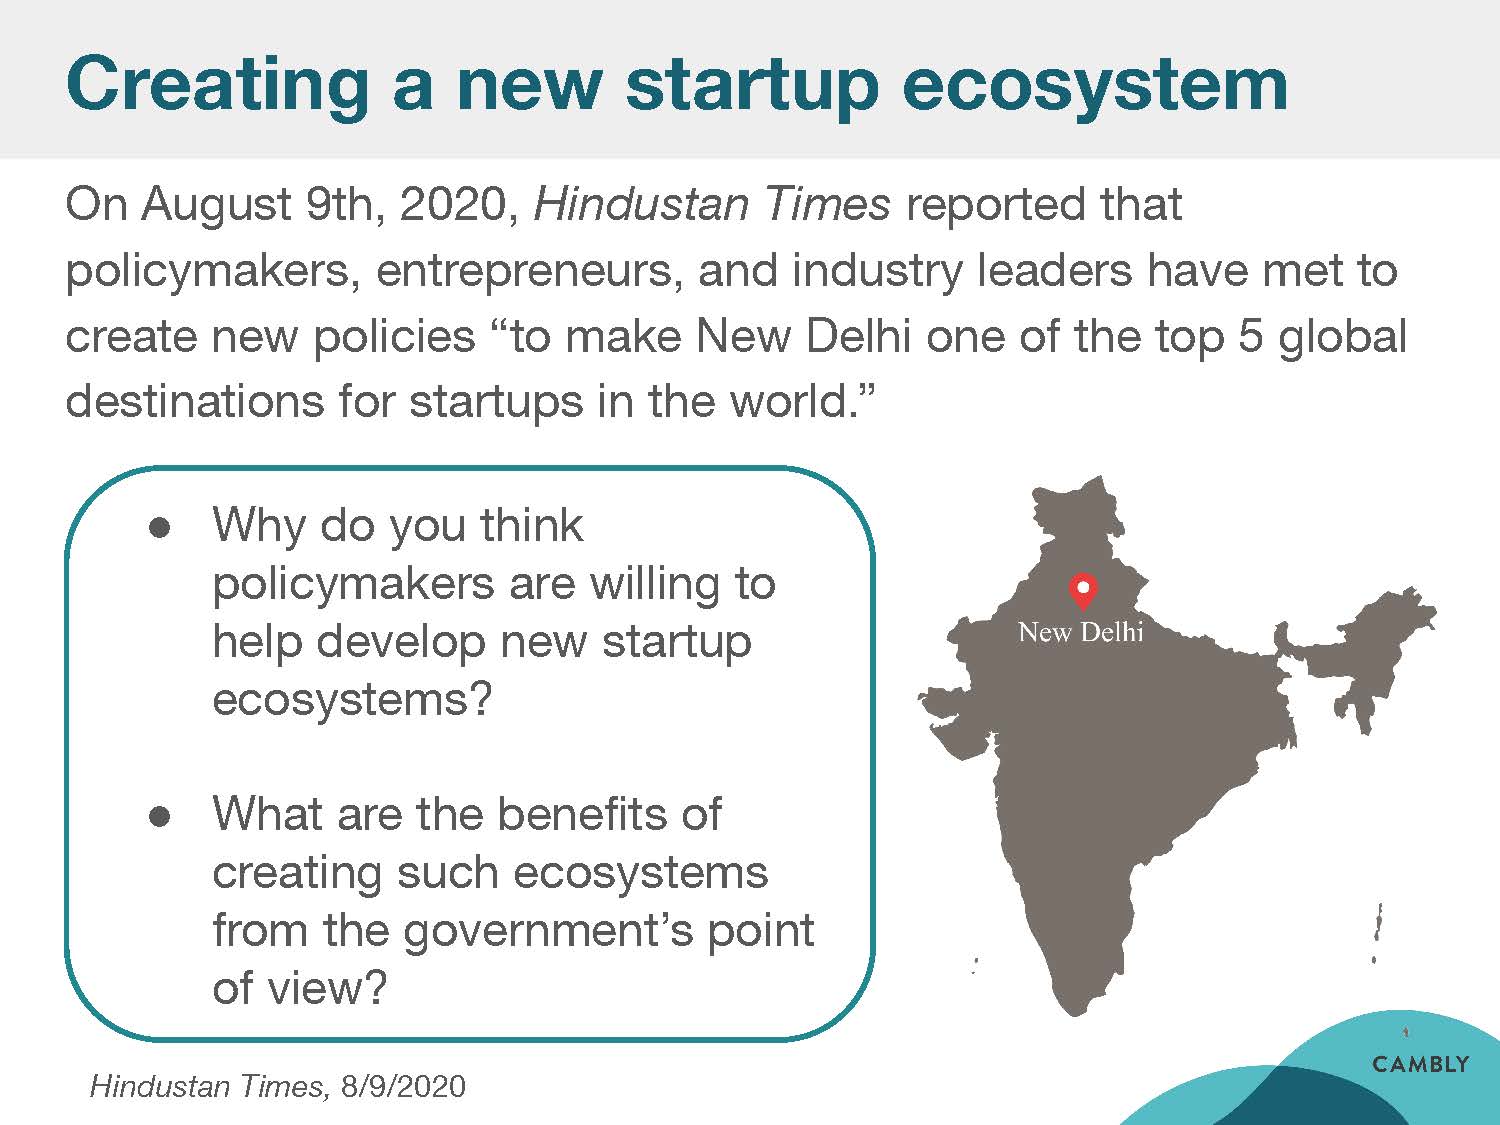 Creating a new startup ecosystem
On August 9th, 2020, Hindustan Times reported that
policymakers, entrepreneurs, and industry leaders have met to
create new policies “to make New Delhi one of the top 5 global
destinations for startups in the world.”
● Why do you think
policymakers are willing to
help develop new startup
ecosystems?
● What are the benefits of
creating such ecosystems
from the government’s point
of view?
New Delhi
Hindustan Times, 8/9/2020
CAMBLY